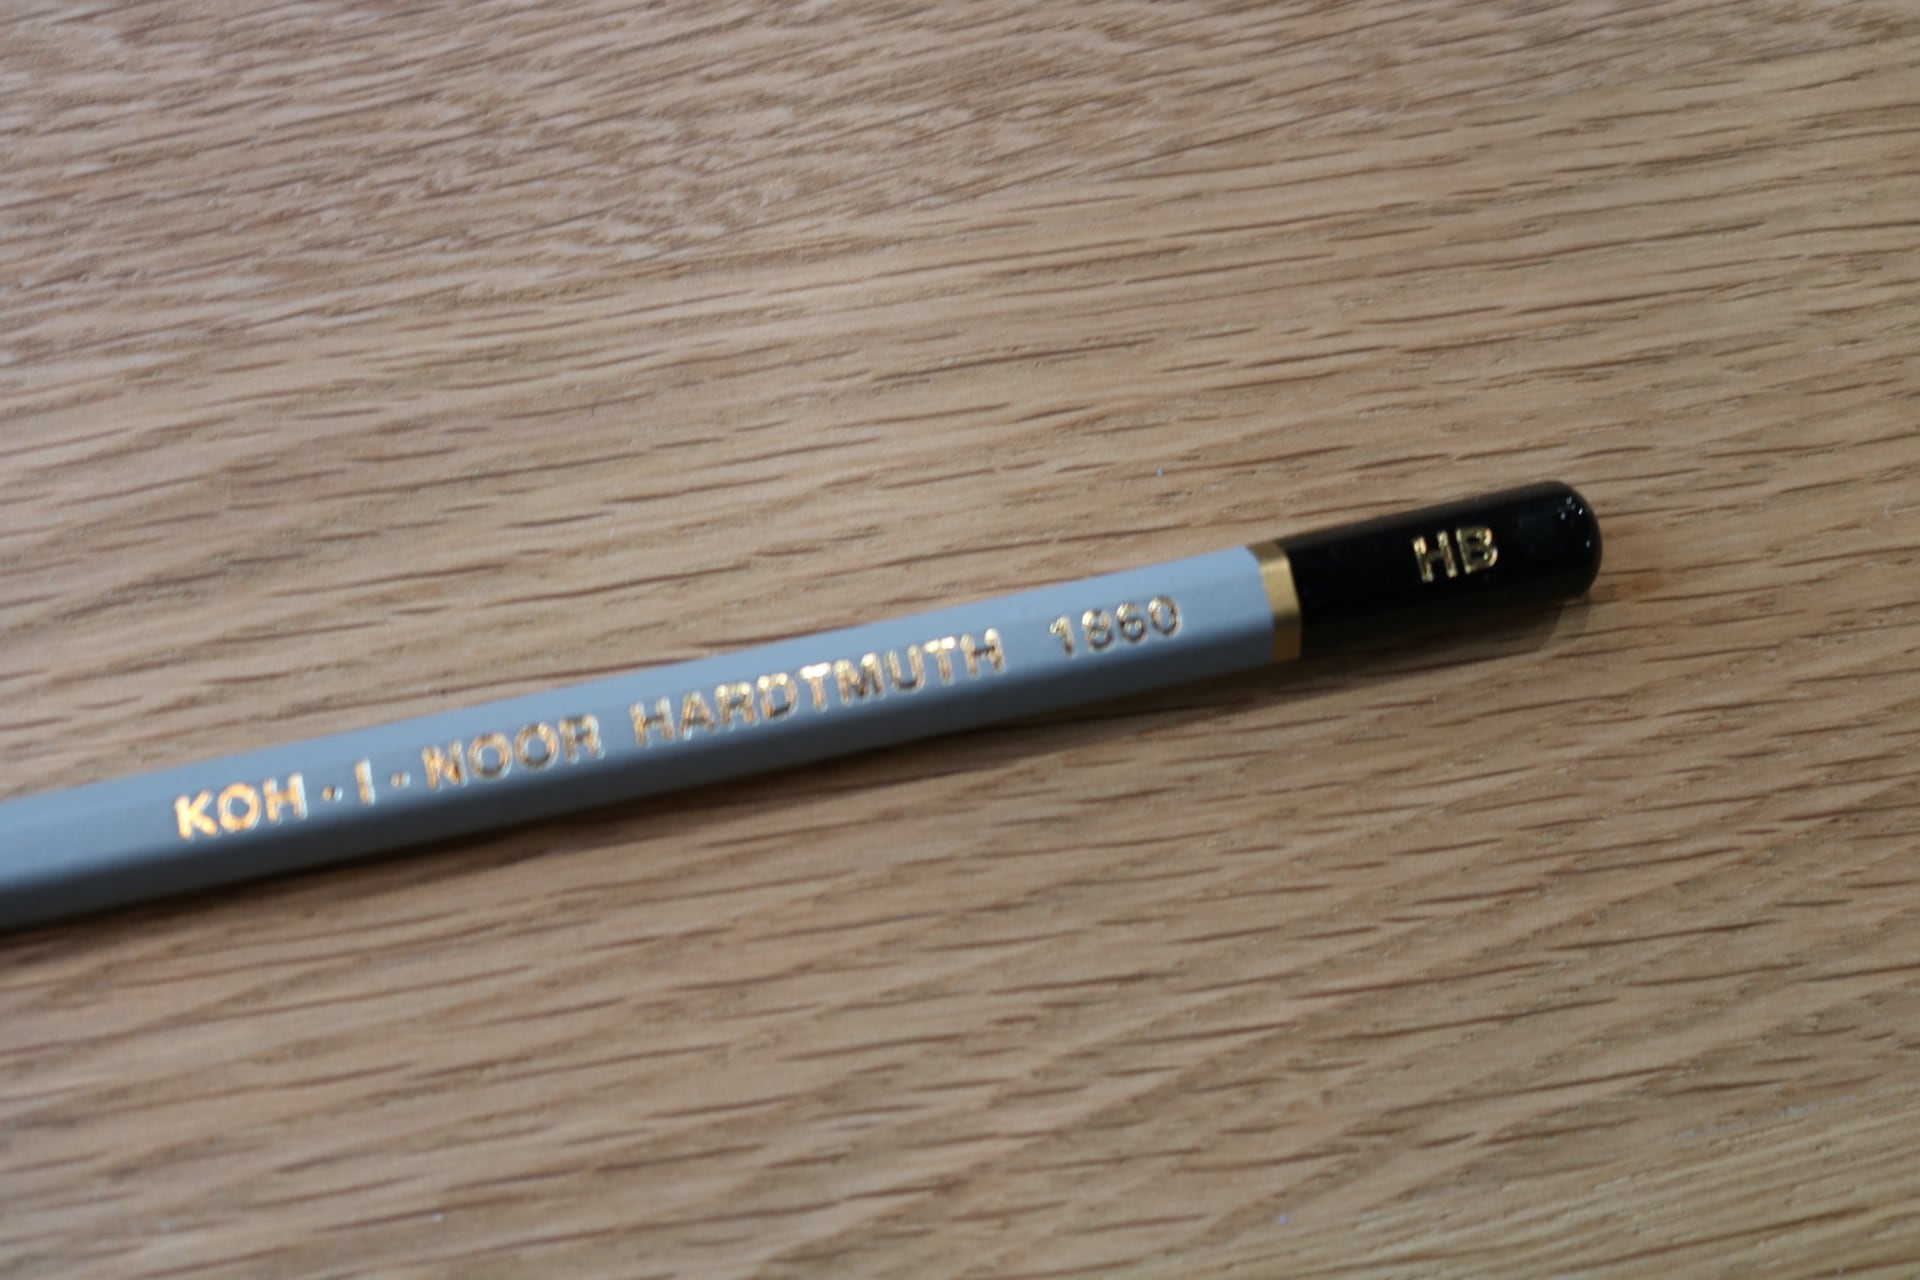 KOH-I-NOOR HARDTMUTH 1860
HB